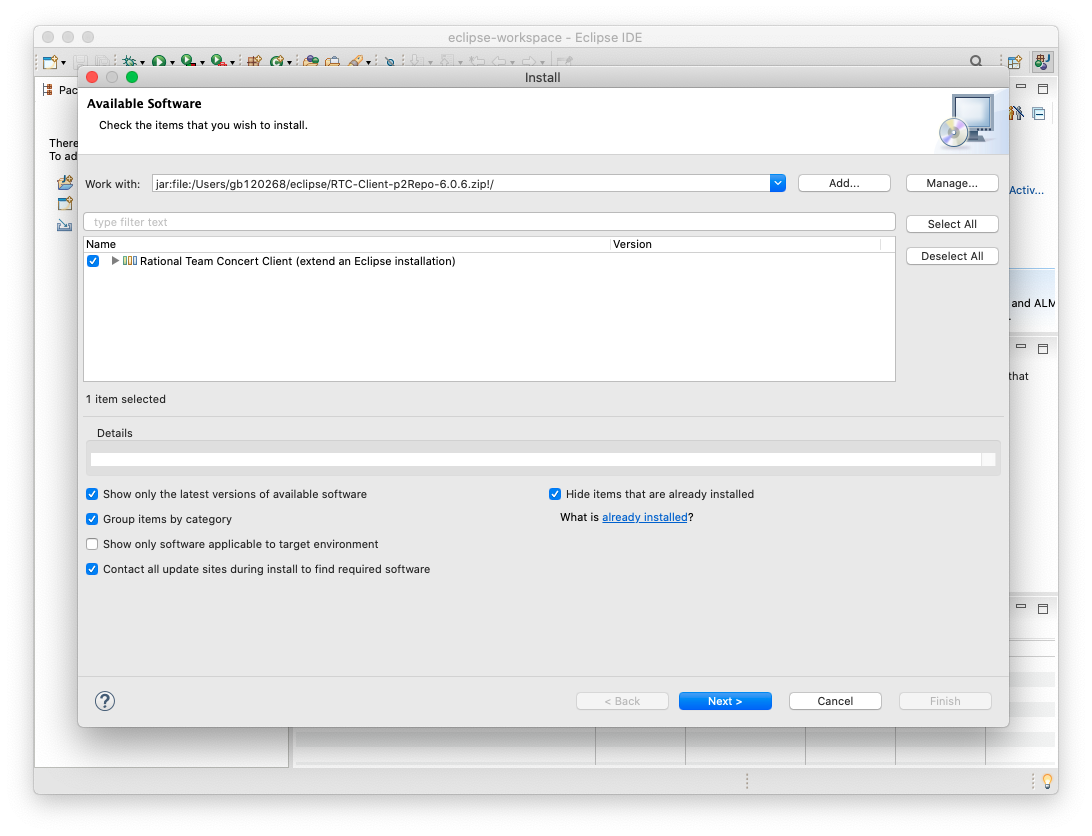 eclipse-workspace - Eclipse IDE
Install
Pac
Available Software
Check the items that you wish to install.
There
To ad
Work with:
jar:file:/Users/gb120268/eclipse/RTC-Client-p2Repo-6.0.6.zip!/
Add...
Manage...
Activ...
type filter text
Select All
Name
Version
Deselect All
Rational Team Concert Client (extend an Eclipse installation)
and ALM
that
1 item selected
Details
Show only the latest versions of available software
Hide items that are already installed
Group items by category
What is already installed?
Show only software applicable to target environment
Contact all update sites during install to find required software
?
< Back
Next >
Cancel
Finish